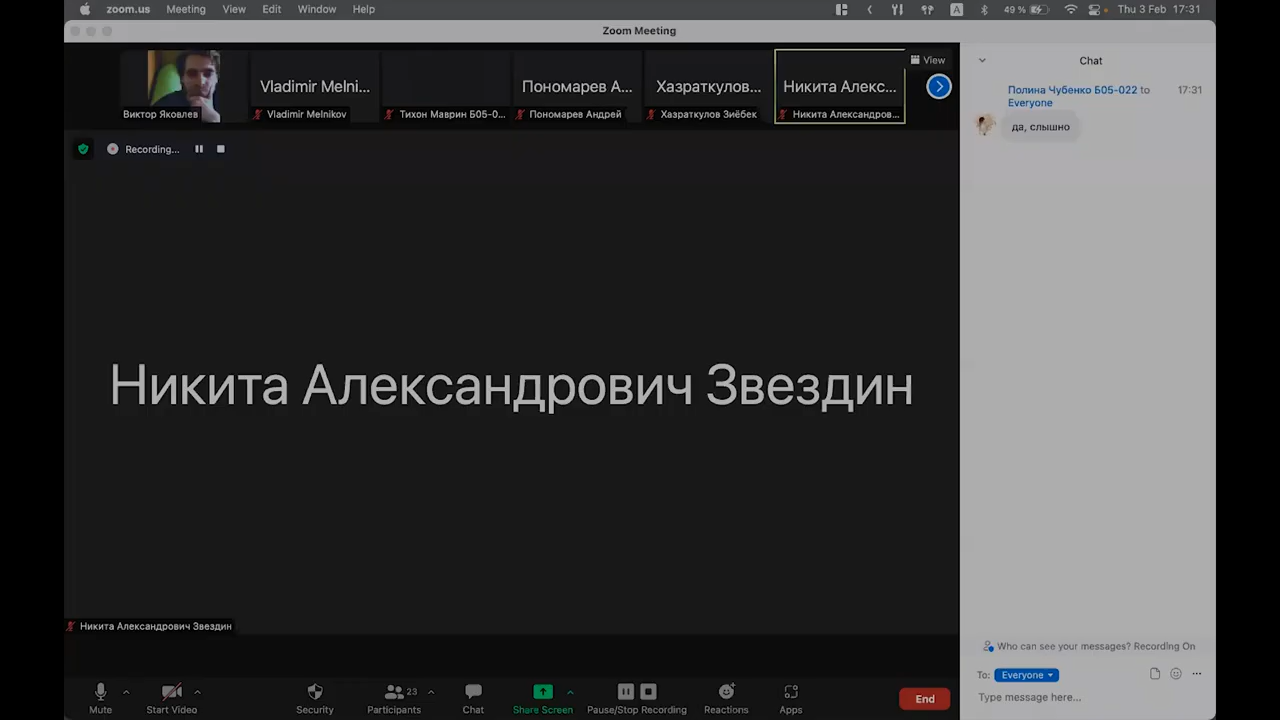 zoom.us Meeting View Edit Window Help A 49 % Thu 3 Feb 17:31
Zoom Meeting
Vladimir Melni... Пономарев А... Хазраткулов... Никита Алекс... View
Виктор Яковлев Vladimir Melnikov Тихон Маврин Б05-0... Пономарев Андрей Хазраткулов Зиёбек Никита Александров...
Chat
Полина Чубенко Б05-022 to Everyone 17:31
да, слышно
Recording...
Никита Александрович Звездин
Никита Александрович Звездин
Who can see your messages? Recording On
To: Everyone
Type message here...
Mute Start Video Security Participants 23 Chat Share Screen Pause/Stop Recording Reactions Apps End